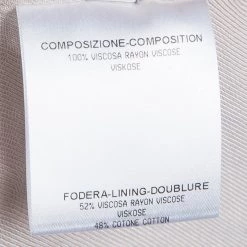 COMPOSIZIONE-COMPOSITION
100% VISCOSA RAYON VISCOSE
VISKOSE
FODERA-LINING-DOUBLURE
52% VISCOSA RAYON VISCOSE
VISKOSE
48% COTONE COTTON